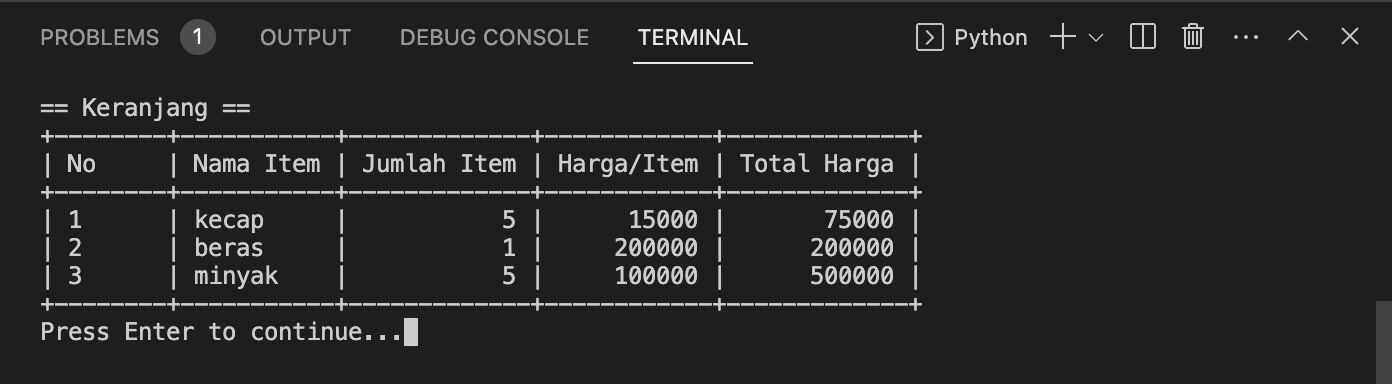 PROBLEMS 1 OUTPUT DEBUG CONSOLE TERMINAL Python
== Keranjang ==
+--------+-----------+-------------+------------+-------------+
| No     | Nama Item | Jumlah Item | Harga/Item | Total Harga |
+--------+-----------+-------------+------------+-------------+
| 1      | kecap     |           5 |      15000 |       75000 |
| 2      | beras     |           1 |     200000 |      200000 |
| 3      | minyak    |           5 |     100000 |      500000 |
+--------+-----------+-------------+------------+-------------+
Press Enter to continue...